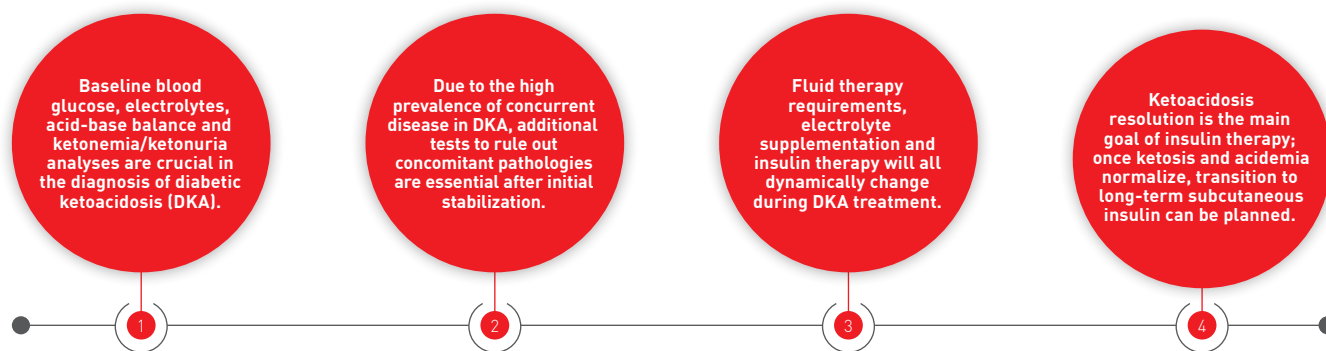 Baseline blood
glucose, electrolytes,
acid-base balance and
ketonemia/ketonuria
analyses are crucial in
the diagnosis of diabetic
ketoacidosis (DKA).
Due to the high
prevalence of concurrent
disease in DKA, additional
tests to rule out
concomitant pathologies
are essential after initial
stabilization.
Fluid therapy
requirements,
electrolyte
supplementation and
insulin therapy will all
dynamically change
during DKA treatment.
Ketoacidosis
resolution is the main
goal of insulin therapy;
once ketosis and acidemia
normalize, transition to
long-term subcutaneous
insulin can be planned.
1
2
3
4